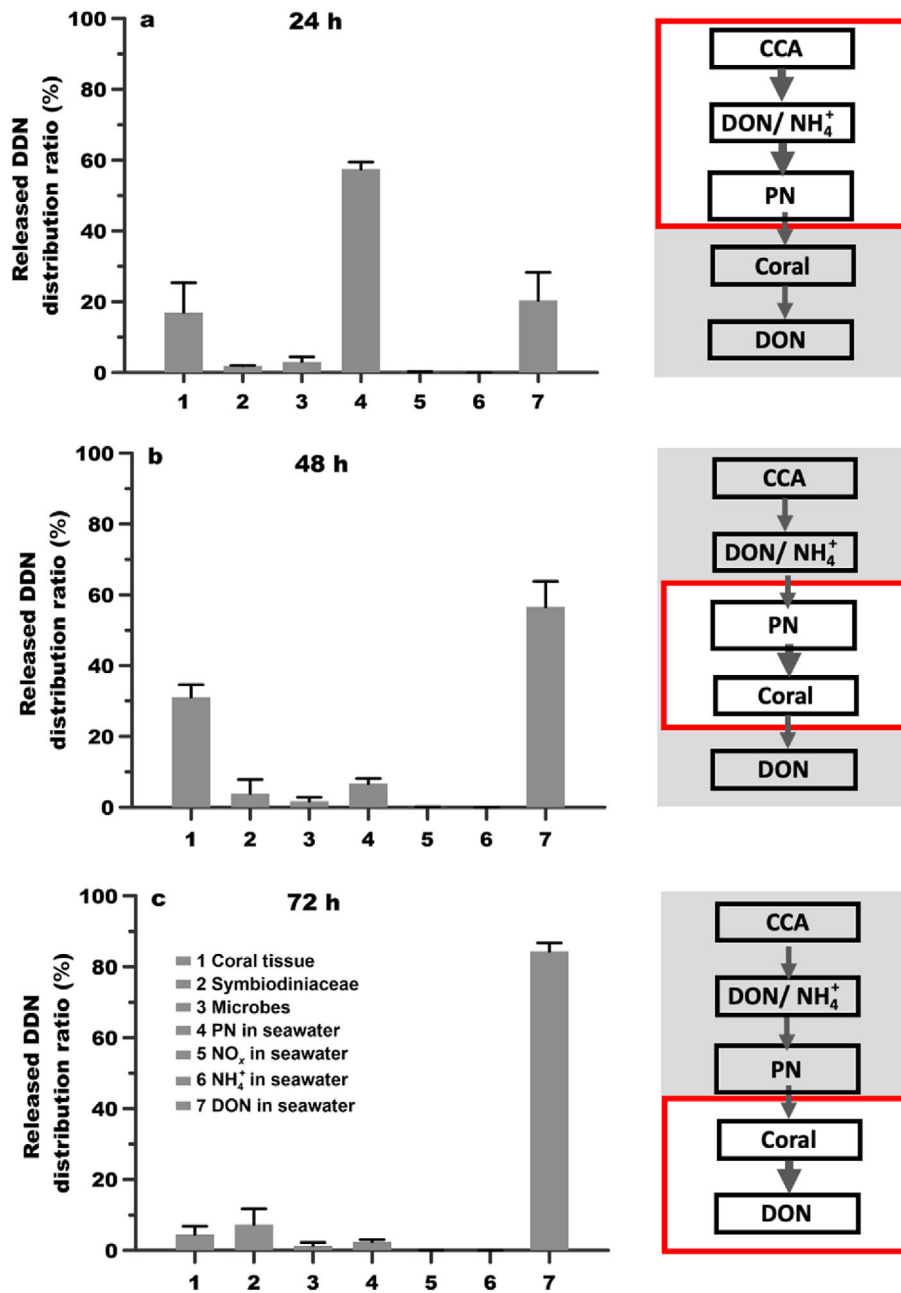 a
24 h
Released DDN
distribution ratio (%)
100
80
60
40
20
0
1 2 3 4 5 6 7
CCA
DON/ NH₄⁺
PN
Coral
DON
b
48 h
Released DDN
distribution ratio (%)
100
80
60
40
20
0
1 2 3 4 5 6 7
CCA
DON/ NH₄⁺
PN
Coral
DON
c
72 h
Released DDN
distribution ratio (%)
100
80
60
40
20
0
1 Coral tissue
2 Symbiodiniaceae
3 Microbes
4 PN in seawater
5 NOₓ in seawater
6 NH₄⁺ in seawater
7 DON in seawater
1 2 3 4 5 6 7
CCA
DON/ NH₄⁺
PN
Coral
DON